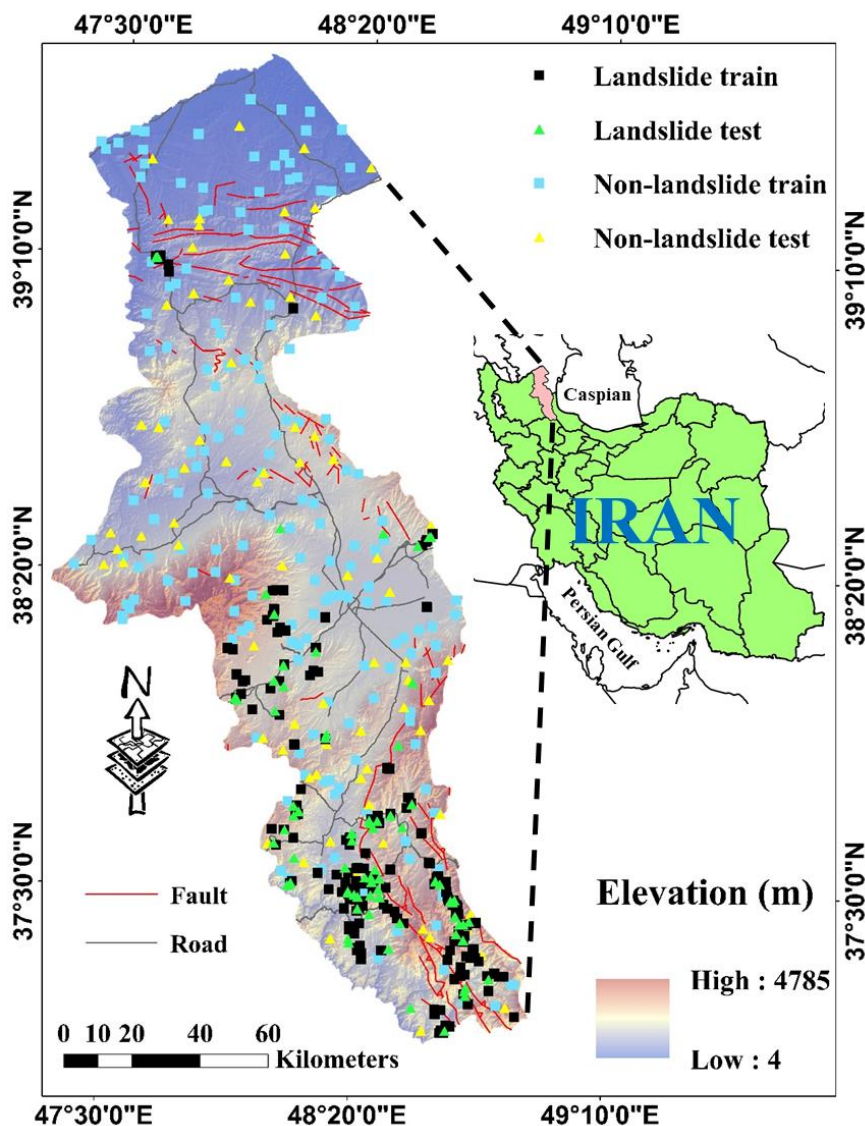 47°30'0"E 48°20'0"E 49°10'0"E
Landslide train
Landslide test
Non-landslide train
Non-landslide test
39°10'0"N
39°10'0"N
Caspian
IRAN
Persian Gulf
38°20'0"N
38°20'0"N
N
37°30'0"N
37°30'0"N
Fault
Road
Elevation (m)
High : 4785
Low : 4
0 10 20 40 60
Kilometers
47°30'0"E 48°20'0"E 49°10'0"E